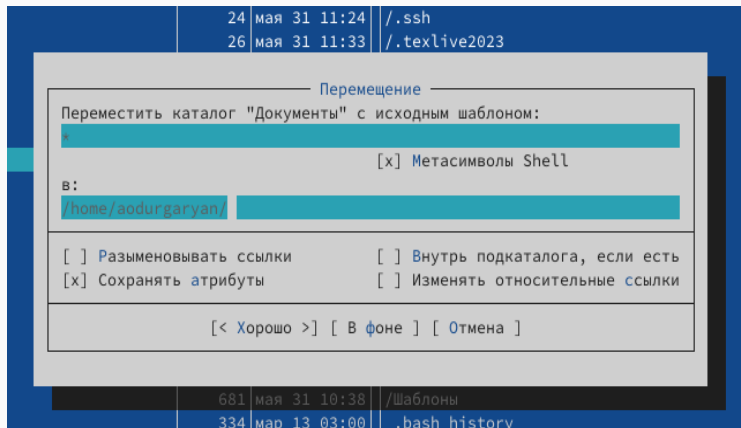 24 мая 31 11:24 /.ssh
26 мая 31 11:33 /.texlive2023
Перемещение
Переместить каталог "Документы" с исходным шаблоном:
*
[x] Метасимволы Shell
в:
/home/aodurgaryan/
[ ] Разыменовывать ссылки [ ] Внутрь подкаталога, если есть
[x] Сохранять атрибуты [ ] Изменять относительные ссылки
[< Хорошо >] [ В фоне ] [ Отмена ]
681 мая 31 10:38 /Шаблоны
334 мар 13 03:00 .bash_history